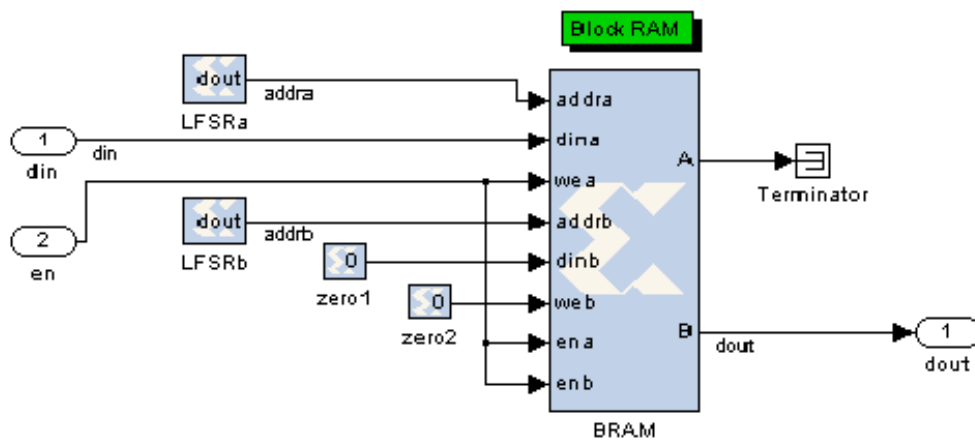 Block RAM
dout
addra
LFSRa
1
din
din
2
en
dout
addrb
LFSRb
0
zero1
0
zero2
addra
dina
wea
addrb
dinb
web
ena
enb
A
B
BRAM
Terminator
dout
1
dout